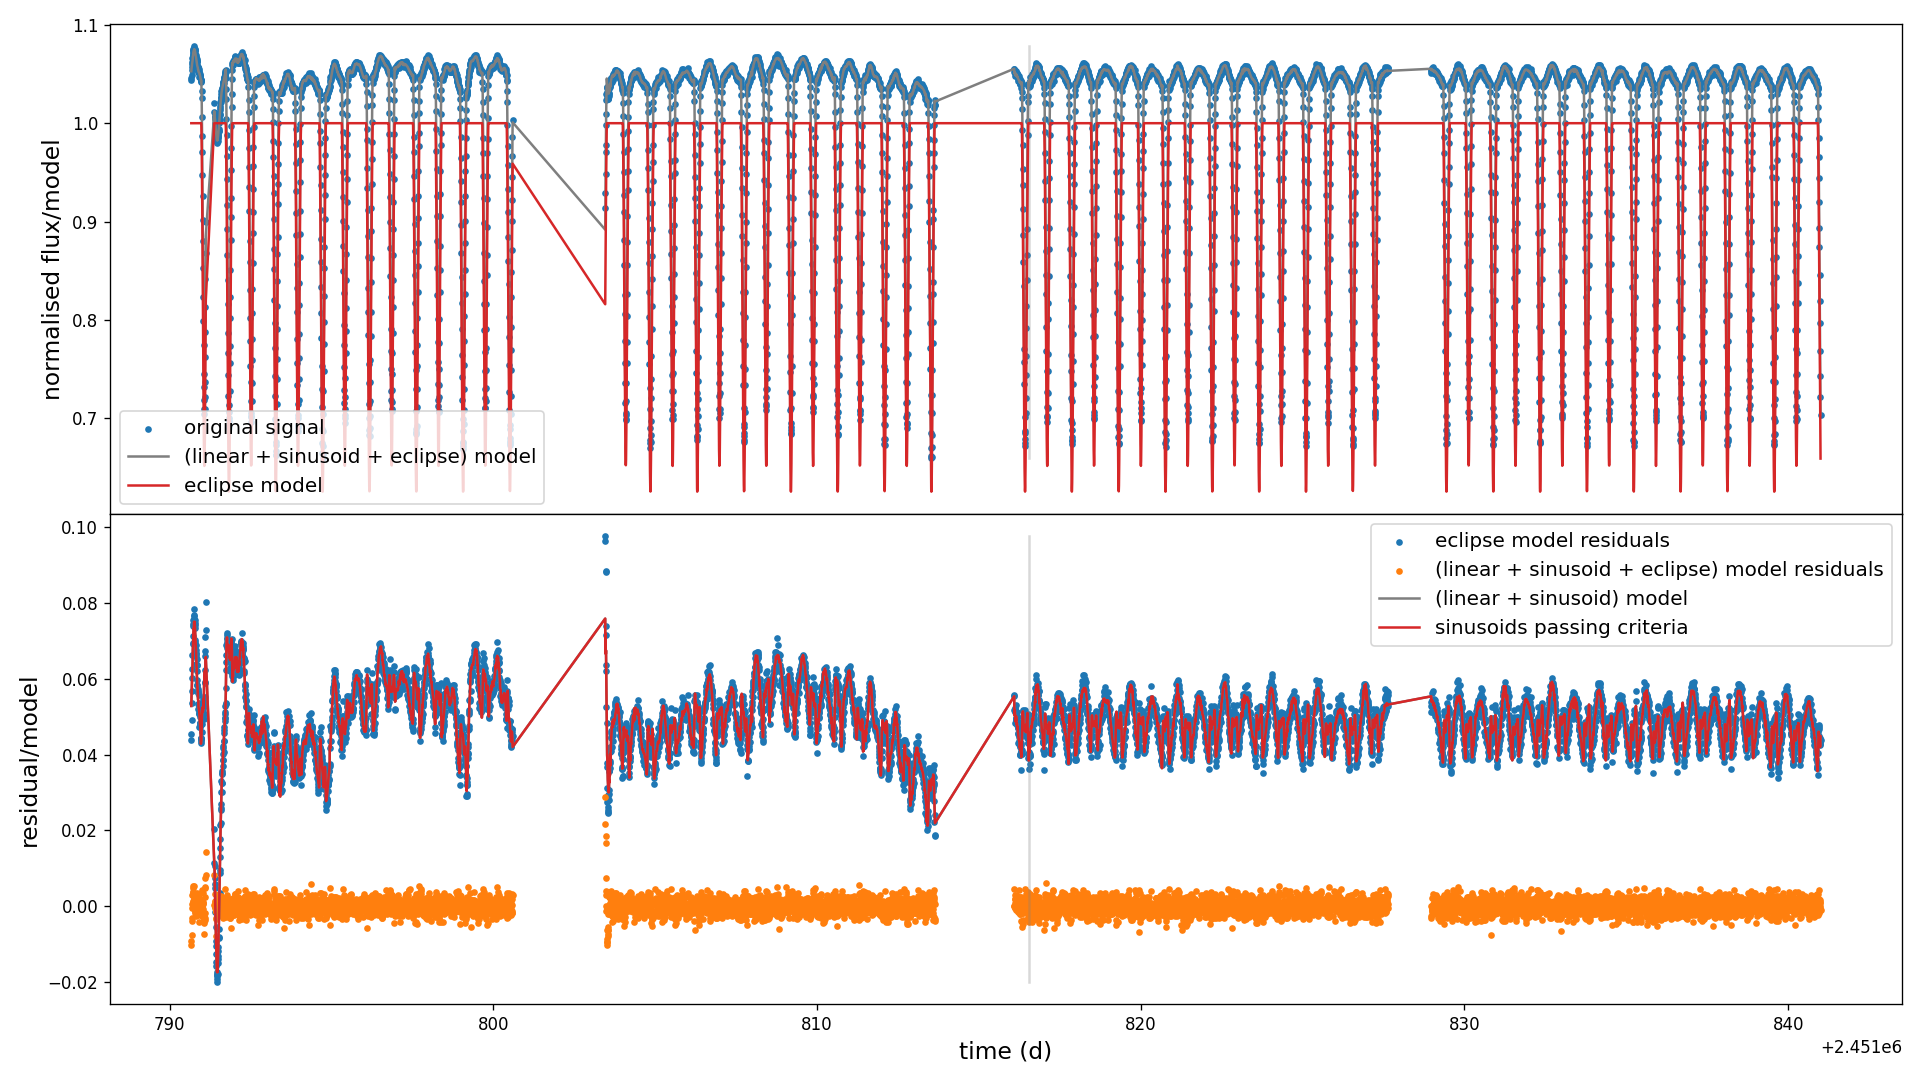 1.1
1.0
0.9
0.8
0.7
normalised flux/model
original signal
(linear + sinusoid + eclipse) model
eclipse model
0.10
0.08
0.06
0.04
0.02
0.00
−0.02
residual/model
eclipse model residuals
(linear + sinusoid + eclipse) model residuals
(linear + sinusoid) model
sinusoids passing criteria
790
800
810
820
830
840
time (d)
+2.451e6